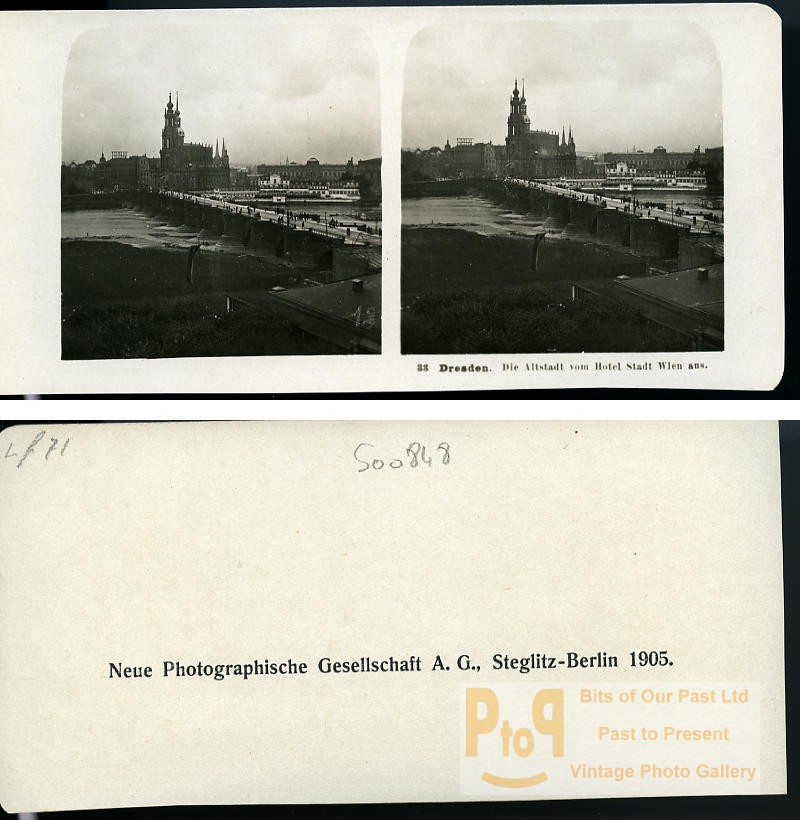 33 Dresden. Die Altstadt vom Hotel Stadt Wien aus.
500848
Neue Photographische Gesellschaft A. G., Steglitz-Berlin 1905.
PtoP
Bits of Our Past Ltd
Past to Present
Vintage Photo Gallery